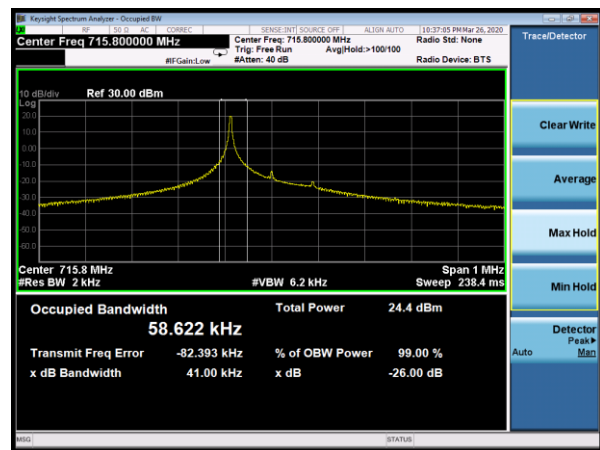 Keysight Spectrum Analyzer - Occupied BW
RF 50 Ω AC CORREC SENSE:INT SOURCE OFF ALIGN AUTO 10:37:05 PM Mar 26, 2020
Center Freq 715.800000 MHz
Center Freq: 715.800000 MHz
Radio Std: None
Trig: Free Run Avg|Hold:>100/100
#IFGain:Low #Atten: 40 dB Radio Device: BTS
10 dB/div Ref 30.00 dBm
Log
20.0
10.0
0.00
-10.0
-20.0
-30.0
-40.0
-50.0
-60.0
Center 715.8 MHz Span 1 MHz
#Res BW 2 kHz #VBW 6.2 kHz Sweep 238.4 ms
Occupied Bandwidth Total Power 24.4 dBm
58.622 kHz
Transmit Freq Error -82.393 kHz % of OBW Power 99.00 %
x dB Bandwidth 41.00 kHz x dB -26.00 dB
MSG STATUS
Trace/Detector
Clear Write
Average
Max Hold
Min Hold
Detector
Peak▶
Auto Man